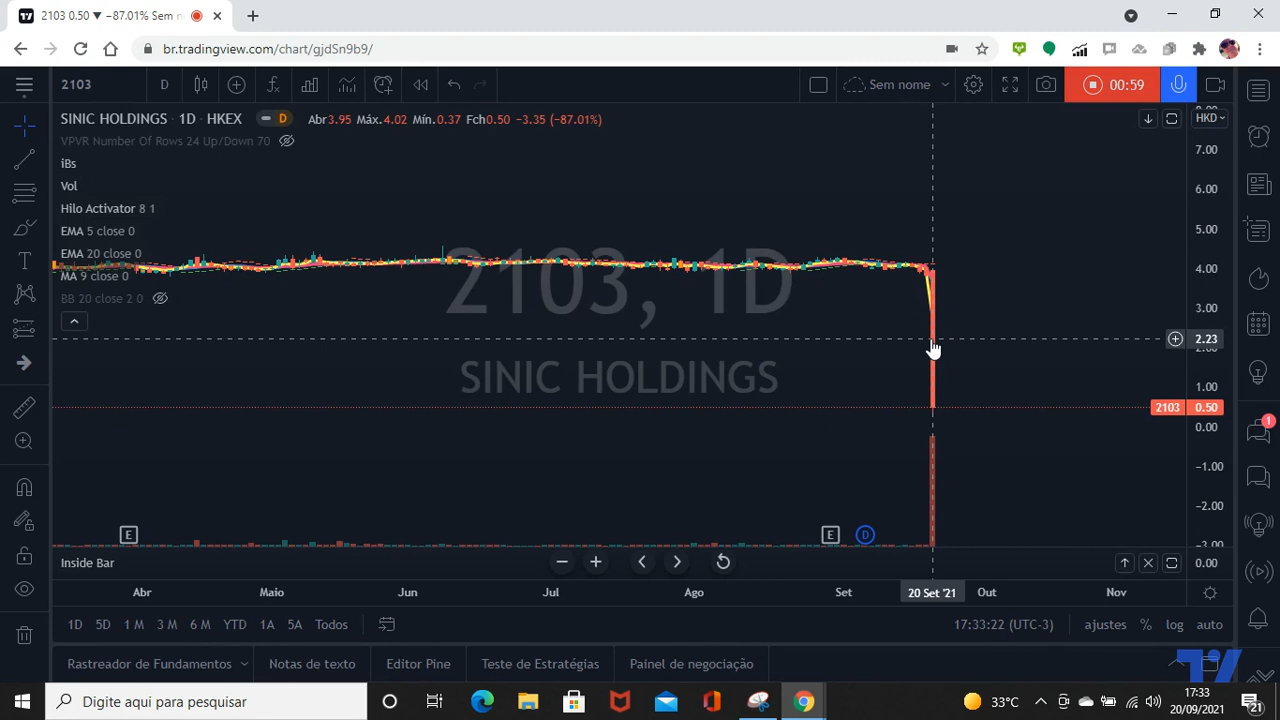 2103 0.50 ▼ −87.01% Sem n
br.tradingview.com/chart/gjdSn9b9/
2103 D Sem nome 00:59
SINIC HOLDINGS · 1D · HKEX D Abr3.95 Máx.4.02 Mín.0.37 Fch0.50 −3.35 (−87.01%) HKD
VPVR Number Of Rows 24 Up/Down 70
iBs
Vol
Hilo Activator 8 1
EMA 5 close 0
EMA 20 close 0
MA 9 close 0
BB 20 close 2 0
2103, 1D
SINIC HOLDINGS
7.00
6.00
5.00
4.00
3.00
2.23
1.00
2103 0.50
0.00
−1.00
−2.00
−3.00
E E D
Inside Bar 0.00
Abr Maio Jun Jul Ago Set 20 Set '21 Out Nov
1D 5D 1 M 3 M 6 M YTD 1A 5A Todos 17:33:22 (UTC-3) ajustes % log auto
Rastreador de Fundamentos Notas de texto Editor Pine Teste de Estratégias Painel de negociação
1
Digite aqui para pesquisar 33°C 17:33
20/09/2021 21